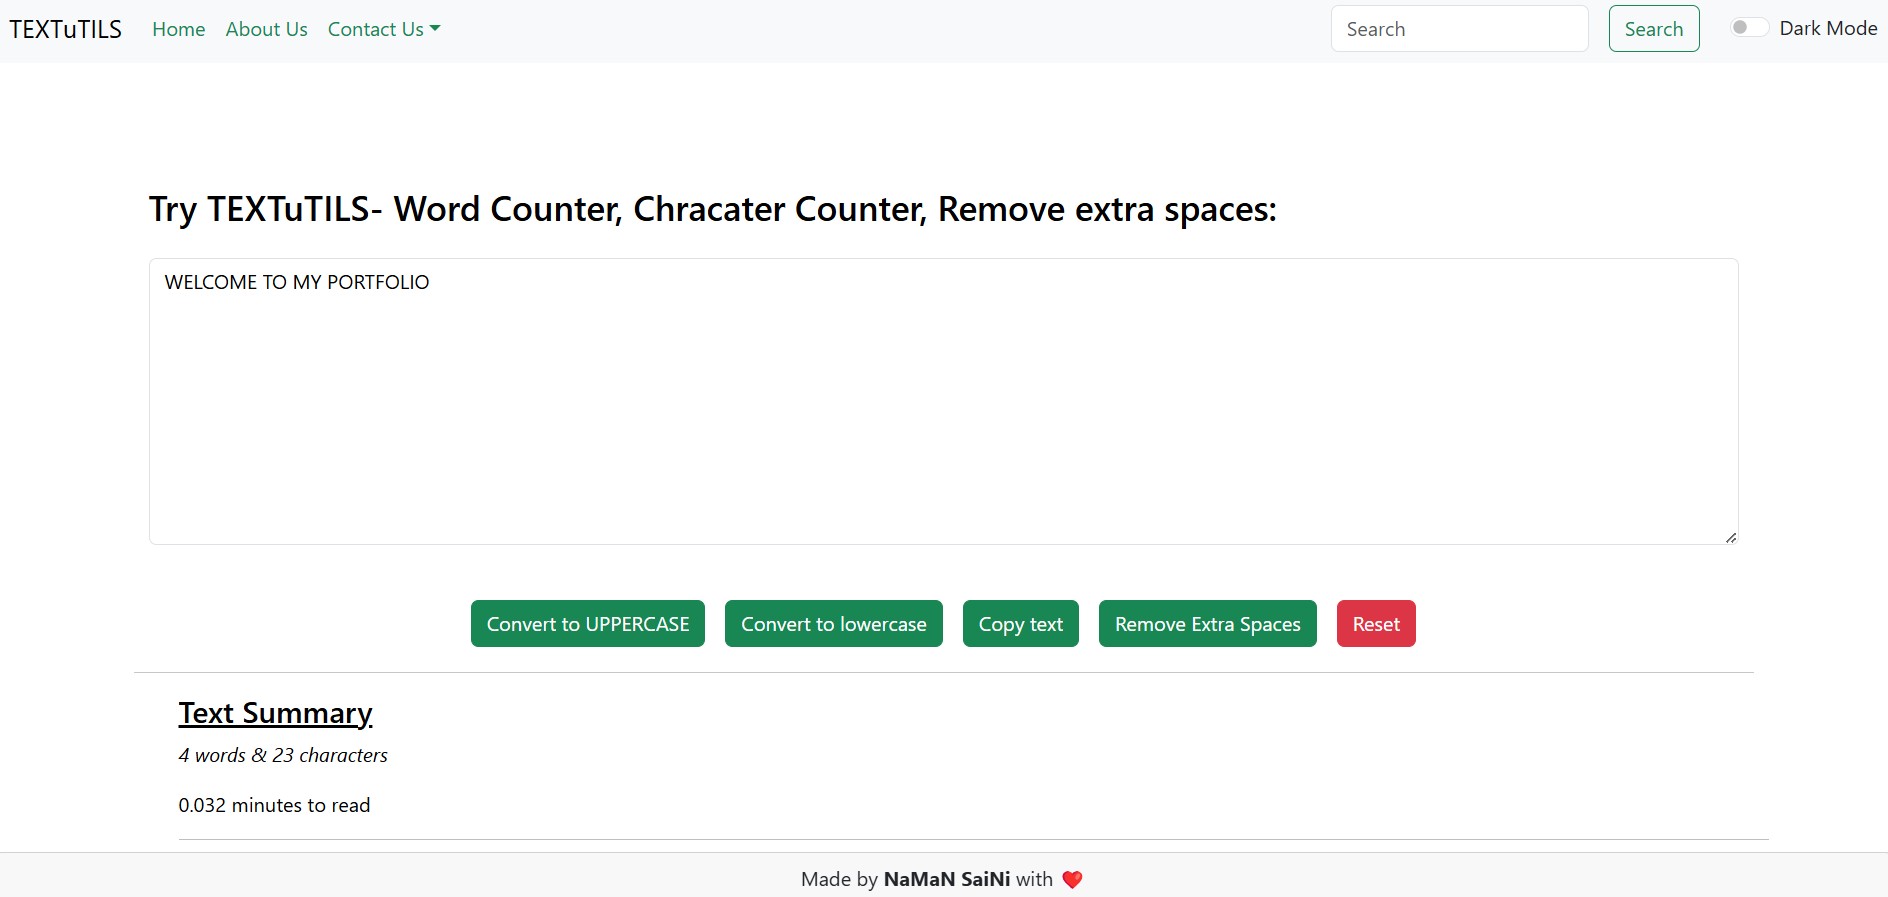 TEXTuTILS Home About Us Contact Us Search Search Dark Mode
Try TEXTuTILS- Word Counter, Chracater Counter, Remove extra spaces:
WELCOME TO MY PORTFOLIO
Convert to UPPERCASE Convert to lowercase Copy text Remove Extra Spaces Reset
Text Summary
4 words & 23 characters
0.032 minutes to read
Made by NaMaN SaiNi with ❤️